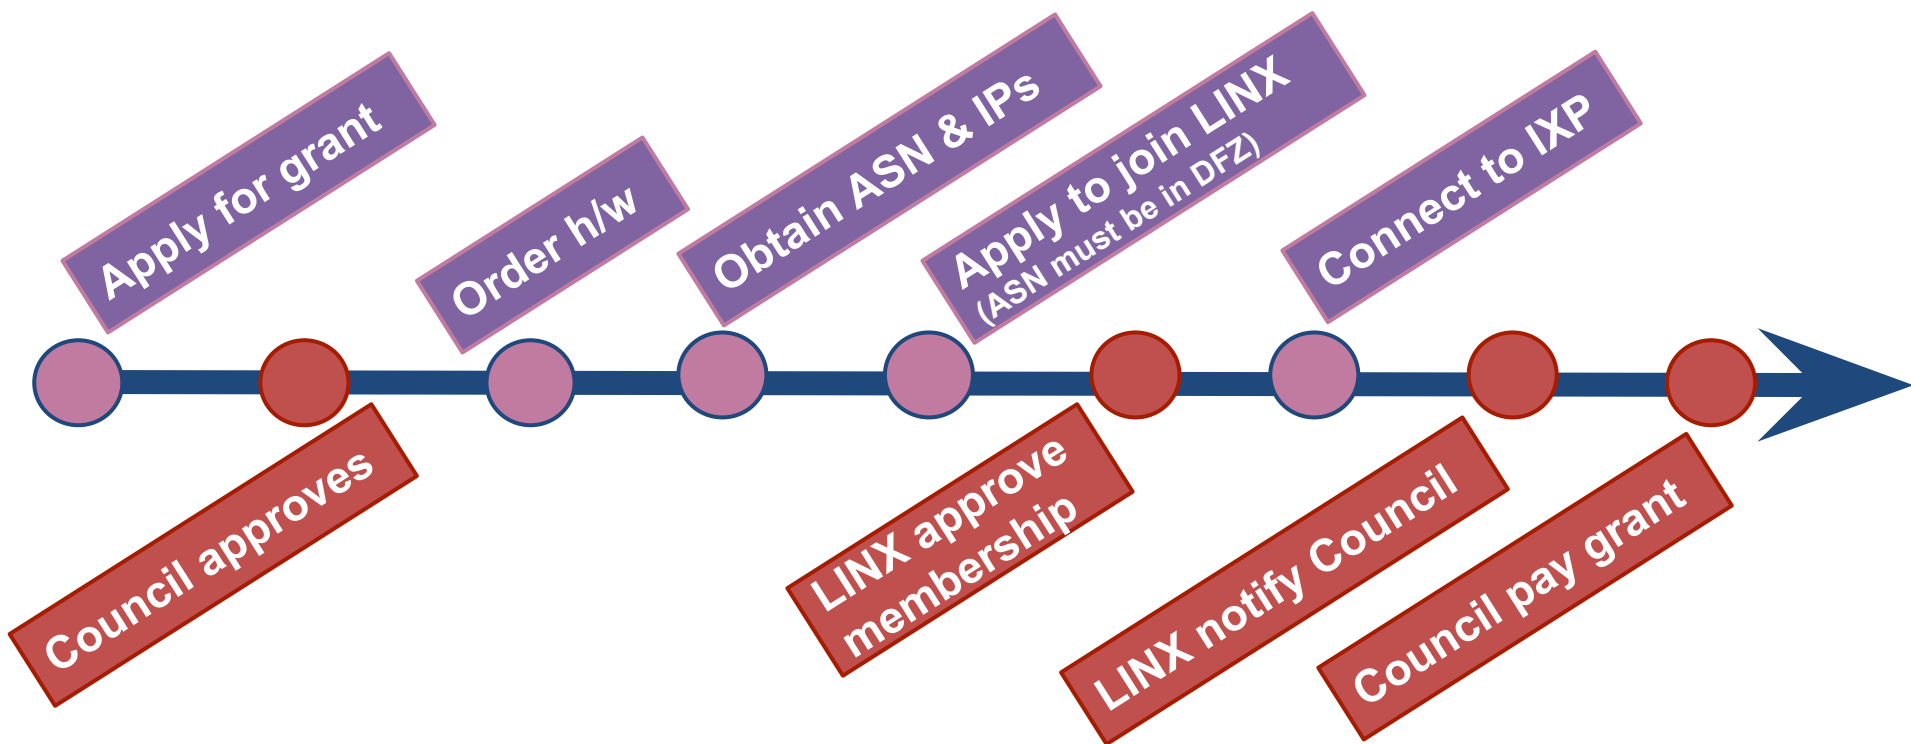 Apply for grant
Order h/w
Obtain ASN & IPs
Apply to join LINX
(ASN must be in DFZ)
Connect to IXP
Council approves
LINX approve
membership
LINX notify Council
Council pay grant